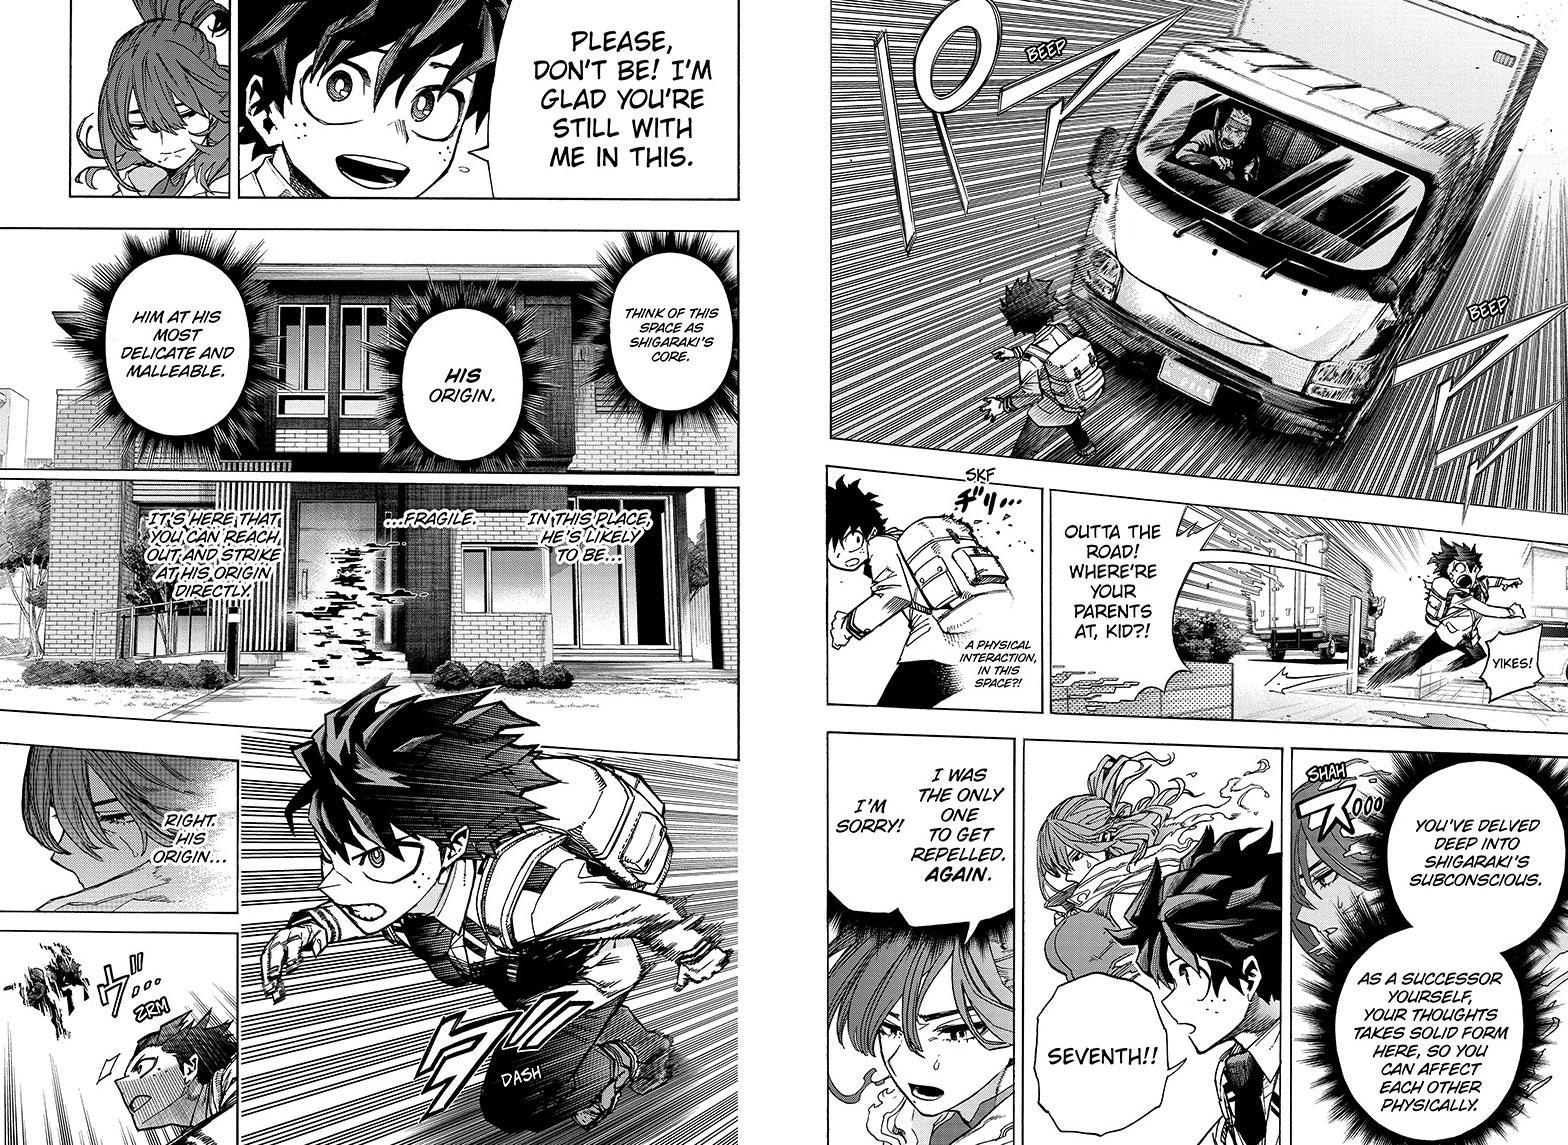 BEEP
BEEP
YIKES!
OUTTA THE
ROAD!
WHERE'RE
YOUR
PARENTS
AT, KID?!
SKF
ヂリ...
A PHYSICAL
INTERACTION,
IN THIS
SPACE?!
YOU'VE DELVED
DEEP INTO
SHIGARAKI'S
SUBCONSCIOUS.
AS A SUCCESSOR
YOURSELF,
YOUR THOUGHTS
TAKES SOLID FORM
HERE, SO YOU
CAN AFFECT
EACH OTHER
PHYSICALLY.
SHAH
SEVENTH!!
I WAS
THE ONLY
ONE
TO GET
REPELLED.
AGAIN.
I'M
SORRY!
PLEASE,
DON'T BE! I'M
GLAD YOU'RE
STILL WITH
ME IN THIS.
THINK OF THIS
SPACE AS
SHIGARAKI'S
CORE.
HIS
ORIGIN.
HIM AT HIS
MOST
DELICATE AND
MALLEABLE.
IN THIS PLACE,
HE'S LIKELY
TO BE...
...FRAGILE.
IT'S HERE THAT
YOU CAN REACH
OUT AND STRIKE
AT HIS ORIGIN
DIRECTLY.
DASH
RIGHT.
HIS
ORIGIN...
ヴ...
ZRM